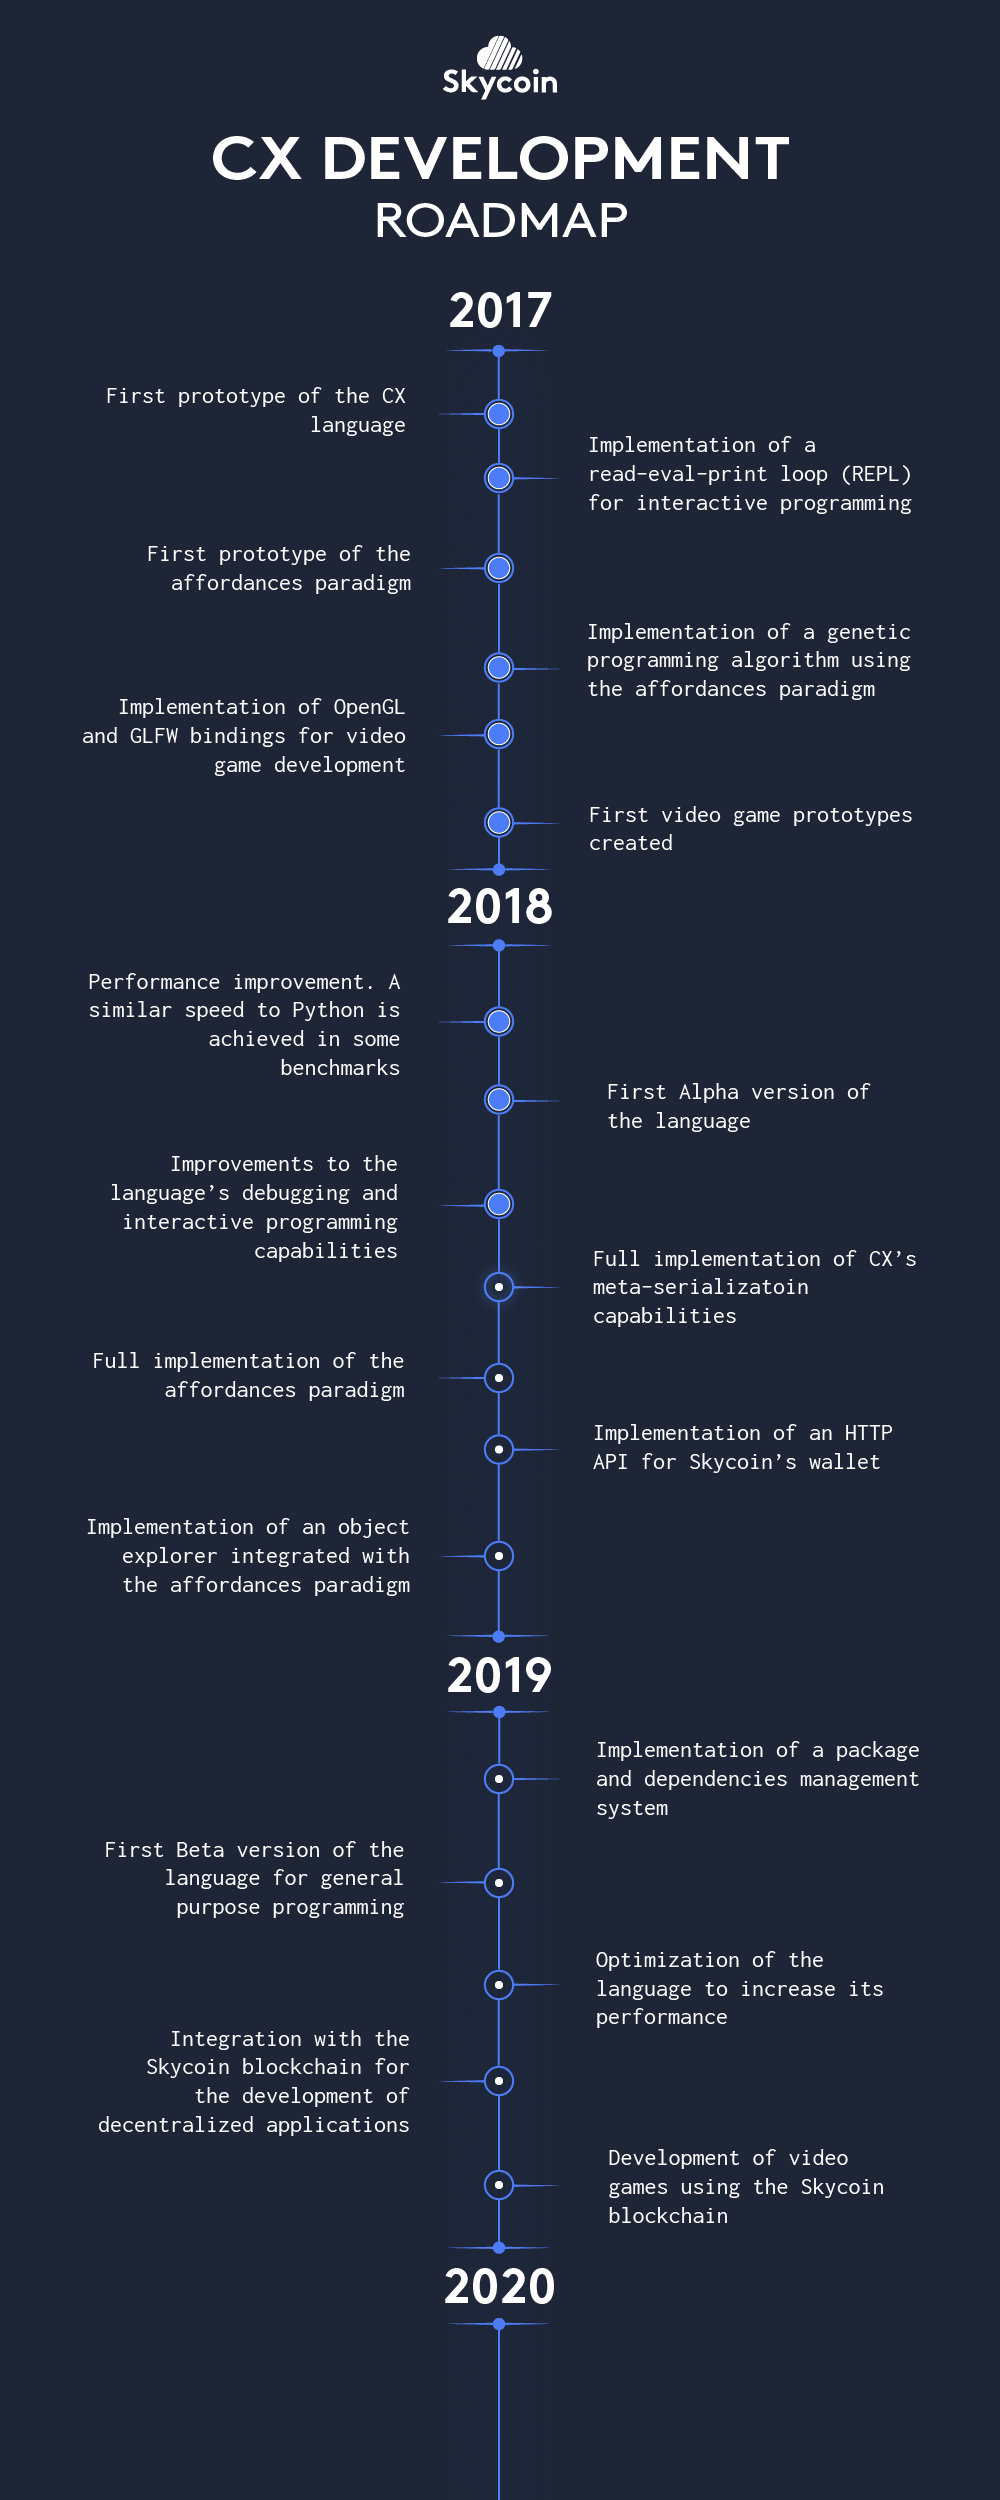 Skycoin
CX DEVELOPMENT
ROADMAP
2017
First prototype of the CX
language
Implementation of a
read-eval-print loop (REPL)
for interactive programming
First prototype of the
affordances paradigm
Implementation of a genetic
programming algorithm using
the affordances paradigm
Implementation of OpenGL
and GLFW bindings for video
game development
First video game prototypes
created
2018
Performance improvement. A
similar speed to Python is
achieved in some
benchmarks
First Alpha version of
the language
Improvements to the
language’s debugging and
interactive programming
capabilities
Full implementation of CX’s
meta-serializatoin
capabilities
Full implementation of the
affordances paradigm
Implementation of an HTTP
API for Skycoin’s wallet
Implementation of an object
explorer integrated with
the affordances paradigm
2019
Implementation of a package
and dependencies management
system
First Beta version of the
language for general
purpose programming
Optimization of the
language to increase its
performance
Integration with the
Skycoin blockchain for
the development of
decentralized applications
Development of video
games using the Skycoin
blockchain
2020